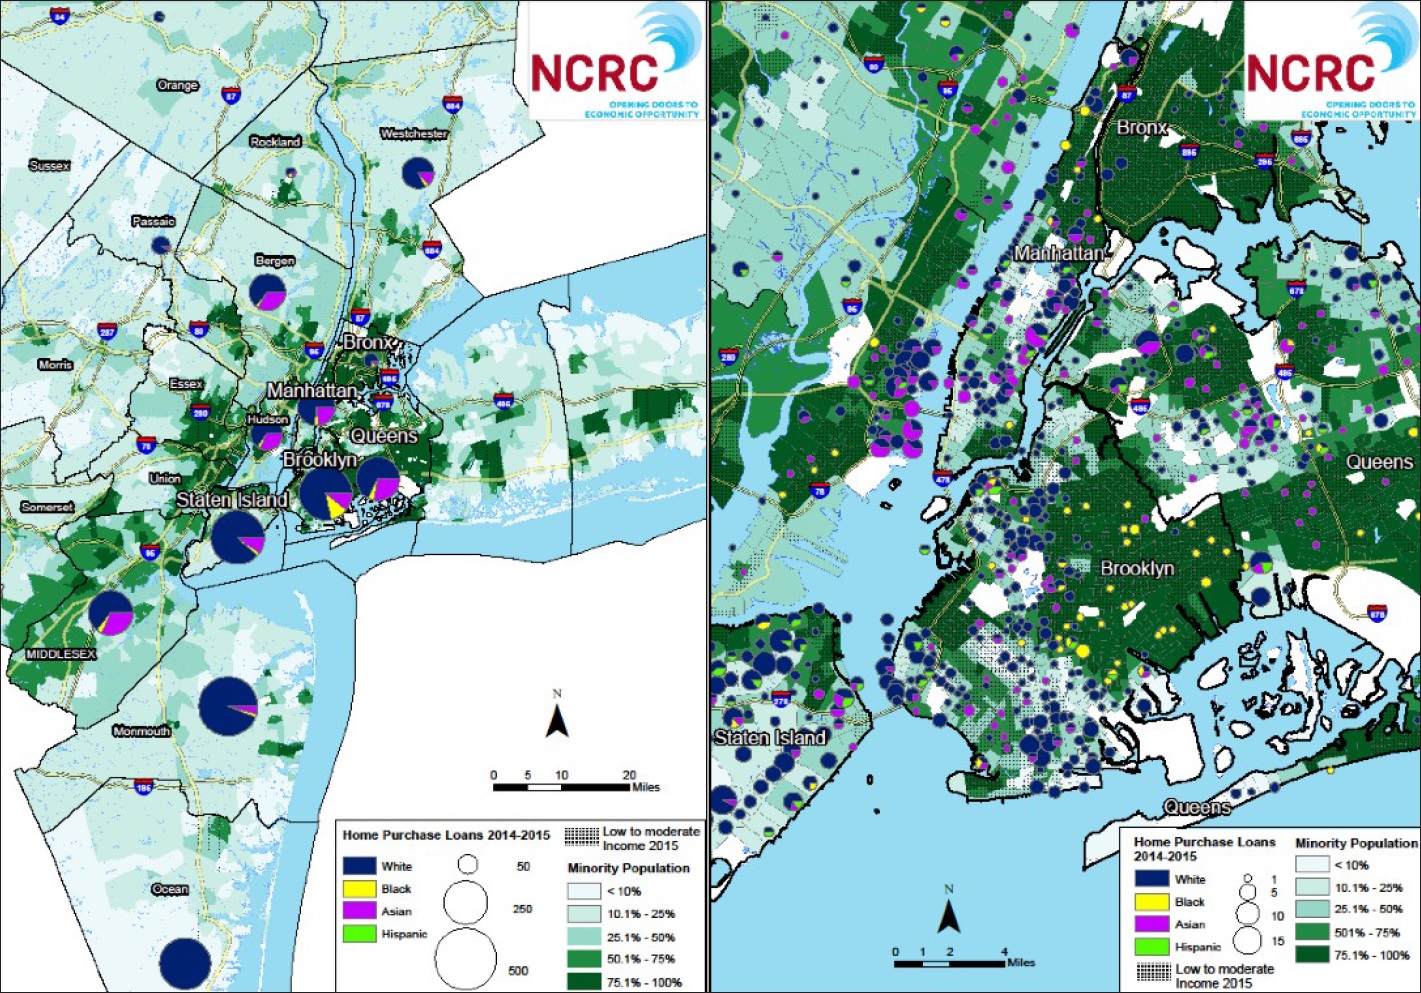 84
NCRC
OPENING DOORS TO
ECONOMIC OPPORTUNITY
Orange
87
684
Westchester
Rockland
Sussex
Passaic
684
Bergen
287
80
87
Bronx
95
Morris
Essex
Manhattan
495
280
678
Hudson
Queens
78
Brooklyn
Union
Staten Island
Somerset
95
MIDDLESEX
Monmouth
195
Ocean
N
0 5 10 20
Miles
Home Purchase Loans 2014-2015
White
Black
Asian
Hispanic
50
250
500
Low to moderate
Income 2015
Minority Population
< 10%
10.1% - 25%
25.1% - 50%
50.1% - 75%
75.1% - 100%
NCRC
OPENING DOORS TO
ECONOMIC OPPORTUNITY
80
95
87
Bronx
895
295
695
Manhattan
95
678
280
495
495
Queens
478
78
Brooklyn
678
278
Staten Island
Queens
N
0 1 2 4
Miles
Home Purchase Loans
2014-2015
White
Black
Asian
Hispanic
1
5
10
15
Low to moderate
Income 2015
Minority Population
< 10%
10.1% - 25%
25.1% - 50%
501% - 75%
75.1% - 100%